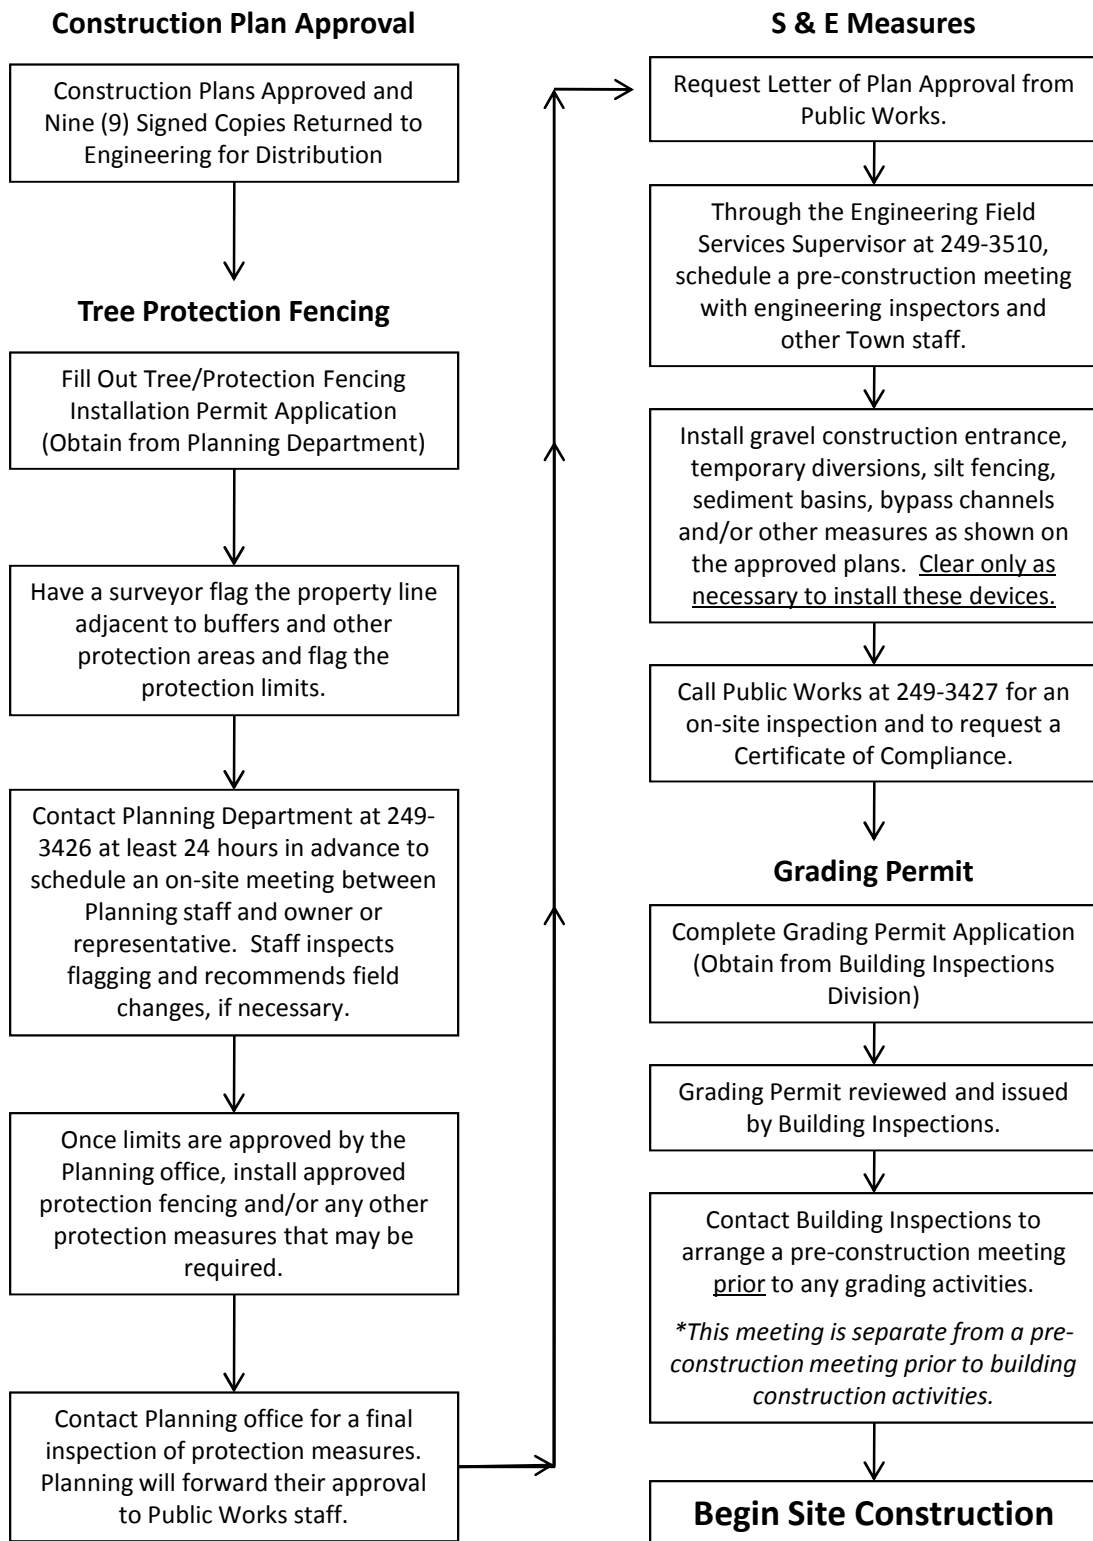 Construction Plan Approval
Construction Plans Approved and
Nine (9) Signed Copies Returned to
Engineering for Distribution
Tree Protection Fencing
Fill Out Tree/Protection Fencing
Installation Permit Application
(Obtain from Planning Department)
Have a surveyor flag the property line
adjacent to buffers and other
protection areas and flag the
protection limits.
Contact Planning Department at 249-
3426 at least 24 hours in advance to
schedule an on-site meeting between
Planning staff and owner or
representative.  Staff inspects
flagging and recommends field
changes, if necessary.
Once limits are approved by the
Planning office, install approved
protection fencing and/or any other
protection measures that may be
required.
Contact Planning office for a final
inspection of protection measures.
Planning will forward their approval
to Public Works staff.
S & E Measures
Request Letter of Plan Approval from
Public Works.
Through the Engineering Field
Services Supervisor at 249-3510,
schedule a pre-construction meeting
with engineering inspectors and
other Town staff.
Install gravel construction entrance,
temporary diversions, silt fencing,
sediment basins, bypass channels
and/or other measures as shown on
the approved plans.  Clear only as
necessary to install these devices.
Call Public Works at 249-3427 for an
on-site inspection and to request a
Certificate of Compliance.
Grading Permit
Complete Grading Permit Application
(Obtain from Building Inspections
Division)
Grading Permit reviewed and issued
by Building Inspections.
Contact Building Inspections to
arrange a pre-construction meeting
prior to any grading activities.
*This meeting is separate from a pre-
construction meeting prior to building
construction activities.
Begin Site Construction